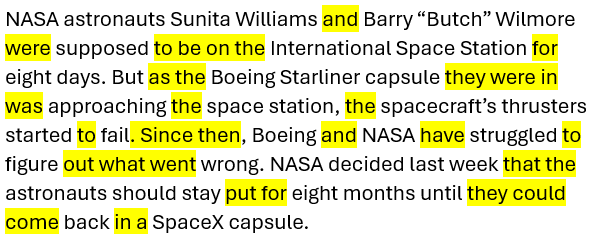 NASA astronauts Sunita Williams and Barry “Butch” Wilmore
were supposed to be on the International Space Station for
eight days. But as the Boeing Starliner capsule they were in
was approaching the space station, the spacecraft’s thrusters
started to fail. Since then, Boeing and NASA have struggled to
figure out what went wrong. NASA decided last week that the
astronauts should stay put for eight months until they could
come back in a SpaceX capsule.